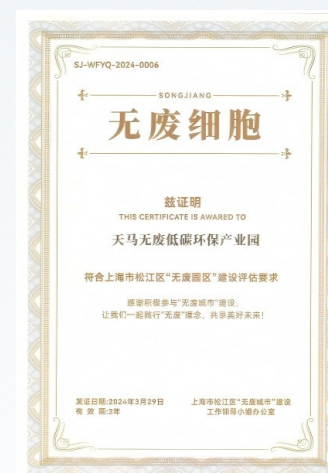 SJ-WFYQ-2024-0006
SONGJIANG
无废细胞
兹证明
THIS CERTIFICATE IS AWARED TO
天马无废低碳环保产业园
符合上海市松江区“无废园区”建设评估要求
感谢积极参与“无废城市”建设，
让我们一起践行“无废”理念、共享美好未来！
发证日期:2024年3月29日
有 效 期:3年
上海市松江区“无废城市”建设
工作领导小组办公室